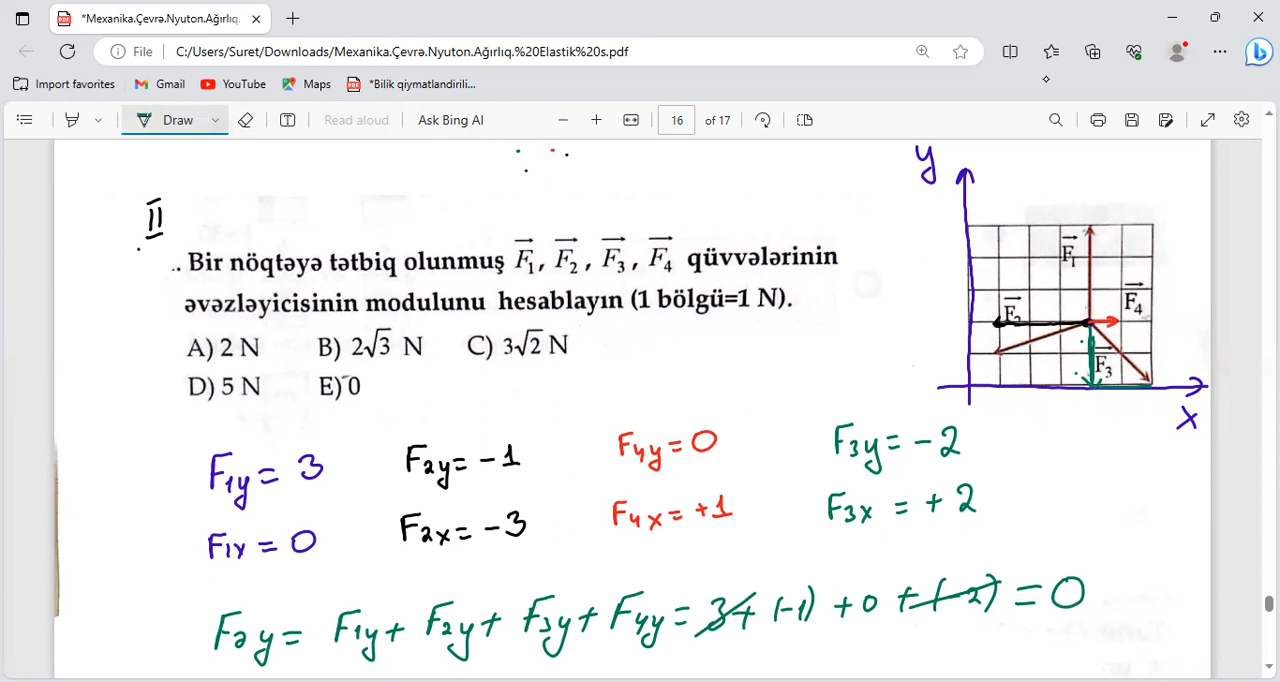 *Mexanika.Çevrə.Nyuton.Ağırlıq.
File C:/Users/Suret/Downloads/Mexanika.Çevrə.Nyuton.Ağırlıq.%20Elastik%20s.pdf
Import favorites Gmail YouTube Maps *Bilik qiymatlandirili...
Draw Read aloud Ask Bing AI 16 of 17
II
Bir nöqtəyə tətbiq olunmuş F₁, F₂, F₃, F₄ qüvvələrinin
əvəzləyicisinin modulunu hesablayın (1 bölgü=1 N).
A) 2 N B) 2√3 N C) 3√2 N
D) 5 N E) 0
y
F₁
F₂ F₄
F₃
x
F₁y = 3 F₂y = -1 F₄y = 0 F₃y = -2
F₁x = 0 F₂x = -3 F₄x = +1 F₃x = +2
y = F₁y + F₂y + F₃y + F₄y = 3+ (-1) + 0 + (-2) = 0